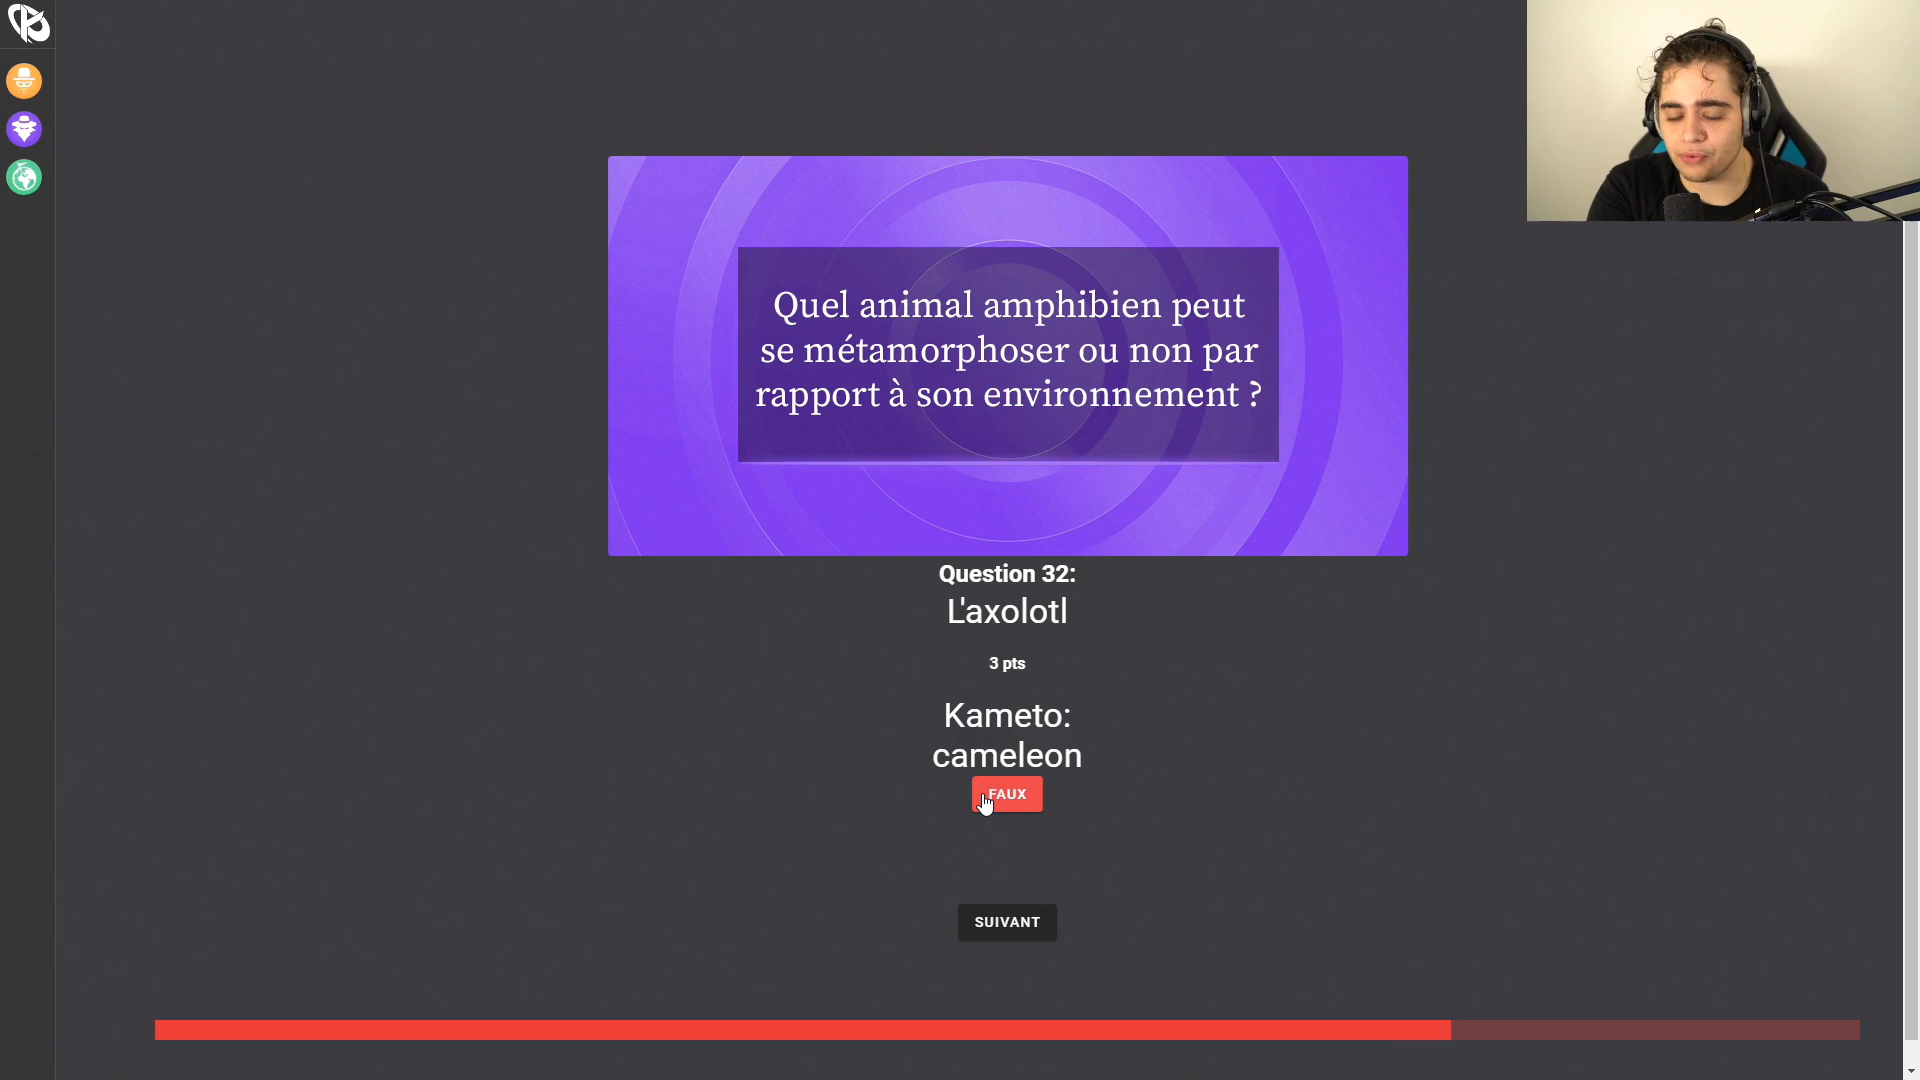 Quel animal amphibien peut
se métamorphoser ou non par
rapport à son environnement ?
Question 32:
L'axolotl
3 pts
Kameto:
cameleon
FAUX
SUIVANT